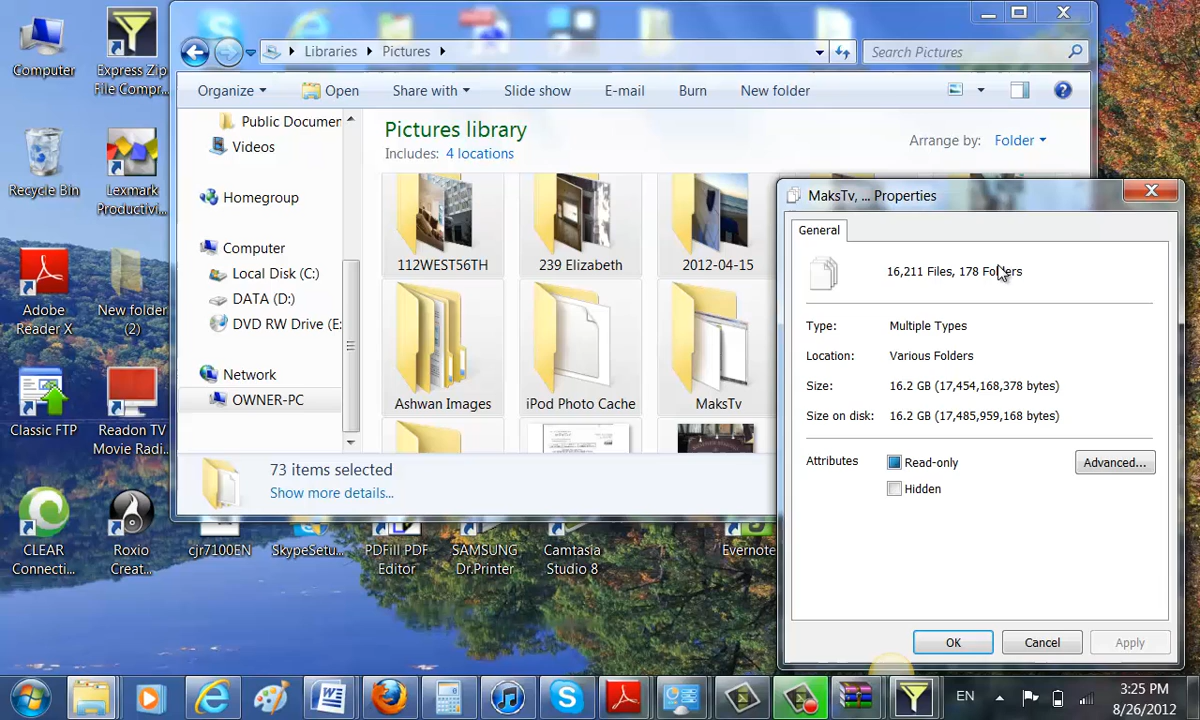 Computer
Express Zip
File Compr...
Recycle Bin
Lexmark
Productivi...
Adobe
Reader X
New folder
(2)
Classic FTP
Readon TV
Movie Radi...
CLEAR
Connecti...
Roxio
Creat...
cjr7100EN
SkypeSetu...
PDFill PDF
Editor
SAMSUNG
Dr.Printer
Camtasia
Studio 8
Evernote
Libraries
Pictures
Search Pictures
Organize
Open
Share with
Slide show
E-mail
Burn
New folder
Public Documen
Videos
Homegroup
Computer
Local Disk (C:)
DATA (D:)
DVD RW Drive (E:
Network
OWNER-PC
Pictures library
Includes: 4 locations
Arrange by: Folder
112WEST56TH
239 Elizabeth
2012-04-15
Ashwan Images
iPod Photo Cache
MaksTv
73 items selected
Show more details...
MaksTv, ... Properties
General
16,211 Files, 178 Folders
Type: Multiple Types
Location: Various Folders
Size: 16.2 GB (17,454,168,378 bytes)
Size on disk: 16.2 GB (17,485,959,168 bytes)
Attributes
Read-only
Advanced...
Hidden
OK
Cancel
Apply
EN
3:25 PM
8/26/2012